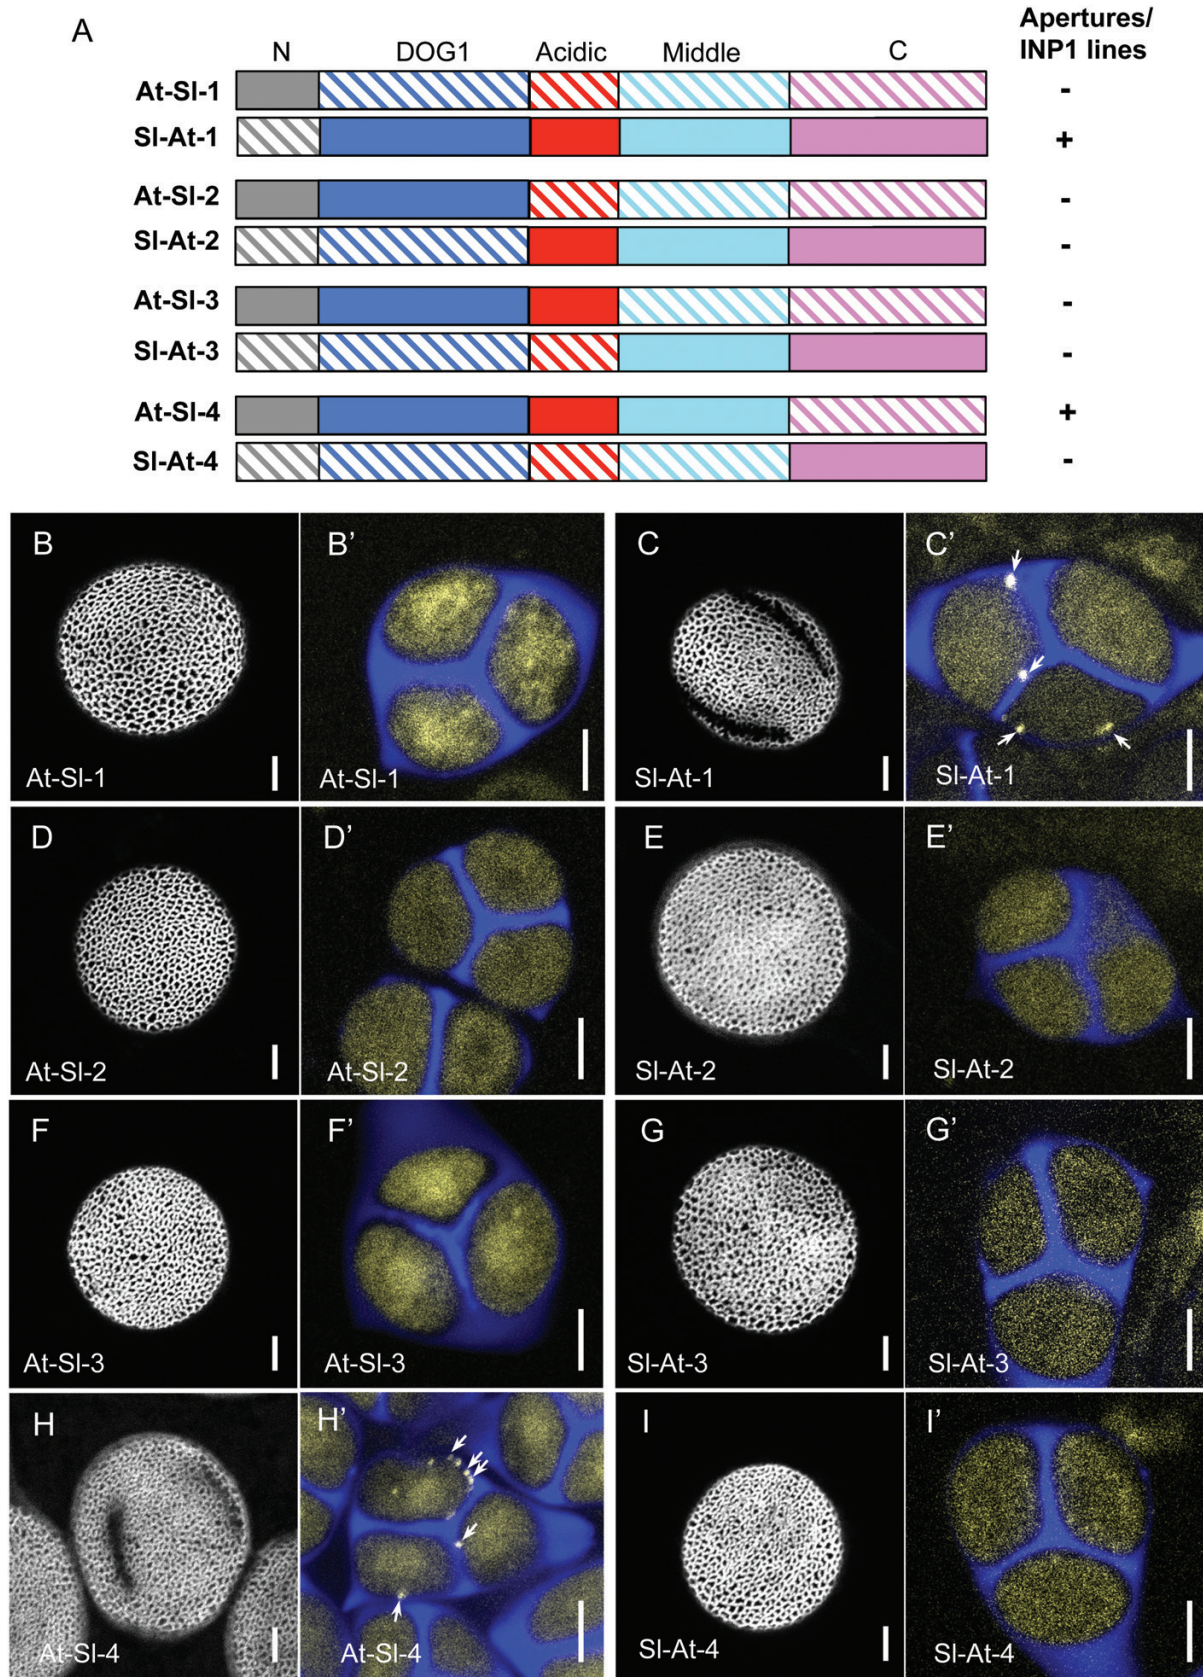 A
Apertures/
INP1 lines
N DOG1 Acidic Middle C
At-Sl-1 -
Sl-At-1 +
At-Sl-2 -
Sl-At-2 -
At-Sl-3 -
Sl-At-3 -
At-Sl-4 +
Sl-At-4 -
B B’ C C’
At-Sl-1 At-Sl-1 Sl-At-1 Sl-At-1
D D’ E E’
At-Sl-2 At-Sl-2 Sl-At-2 Sl-At-2
F F’ G G’
At-Sl-3 At-Sl-3 Sl-At-3 Sl-At-3
H H’ I I’
At-Sl-4 At-Sl-4 Sl-At-4 Sl-At-4